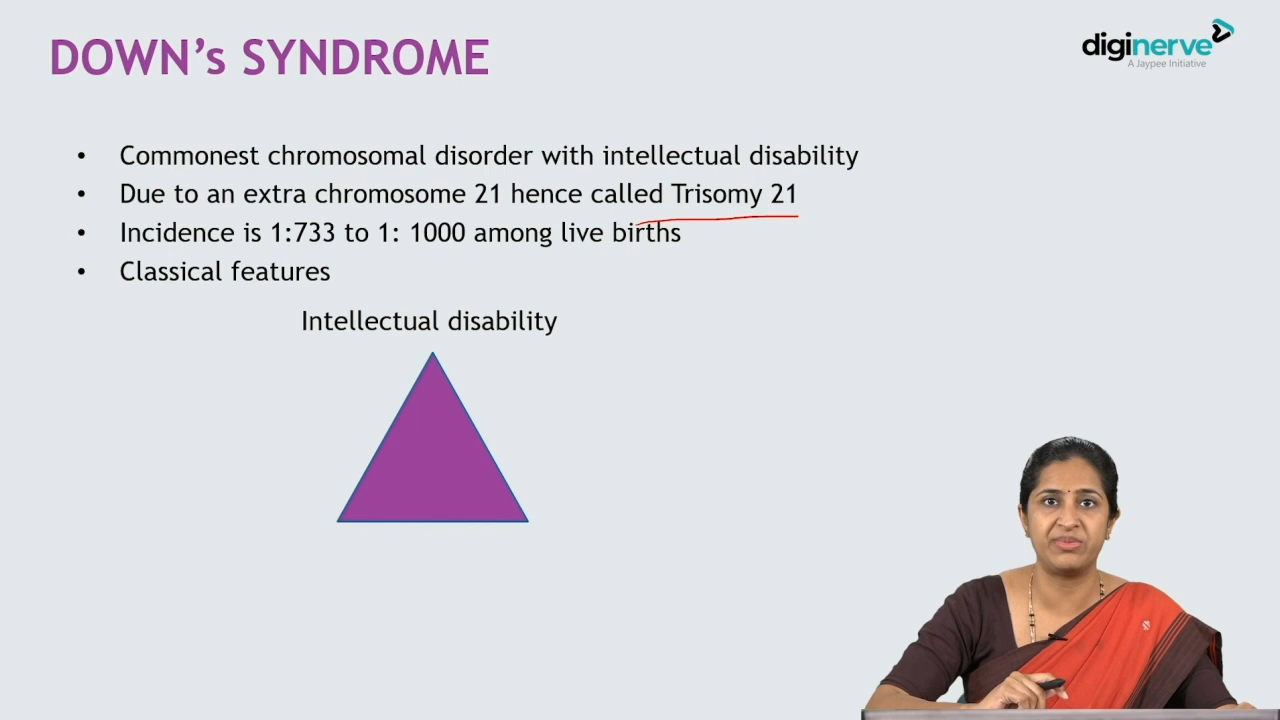 DOWN's SYNDROME
diginerve
A Jaypee Initiative
• Commonest chromosomal disorder with intellectual disability
• Due to an extra chromosome 21 hence called Trisomy 21
• Incidence is 1:733 to 1: 1000 among live births
• Classical features
Intellectual disability